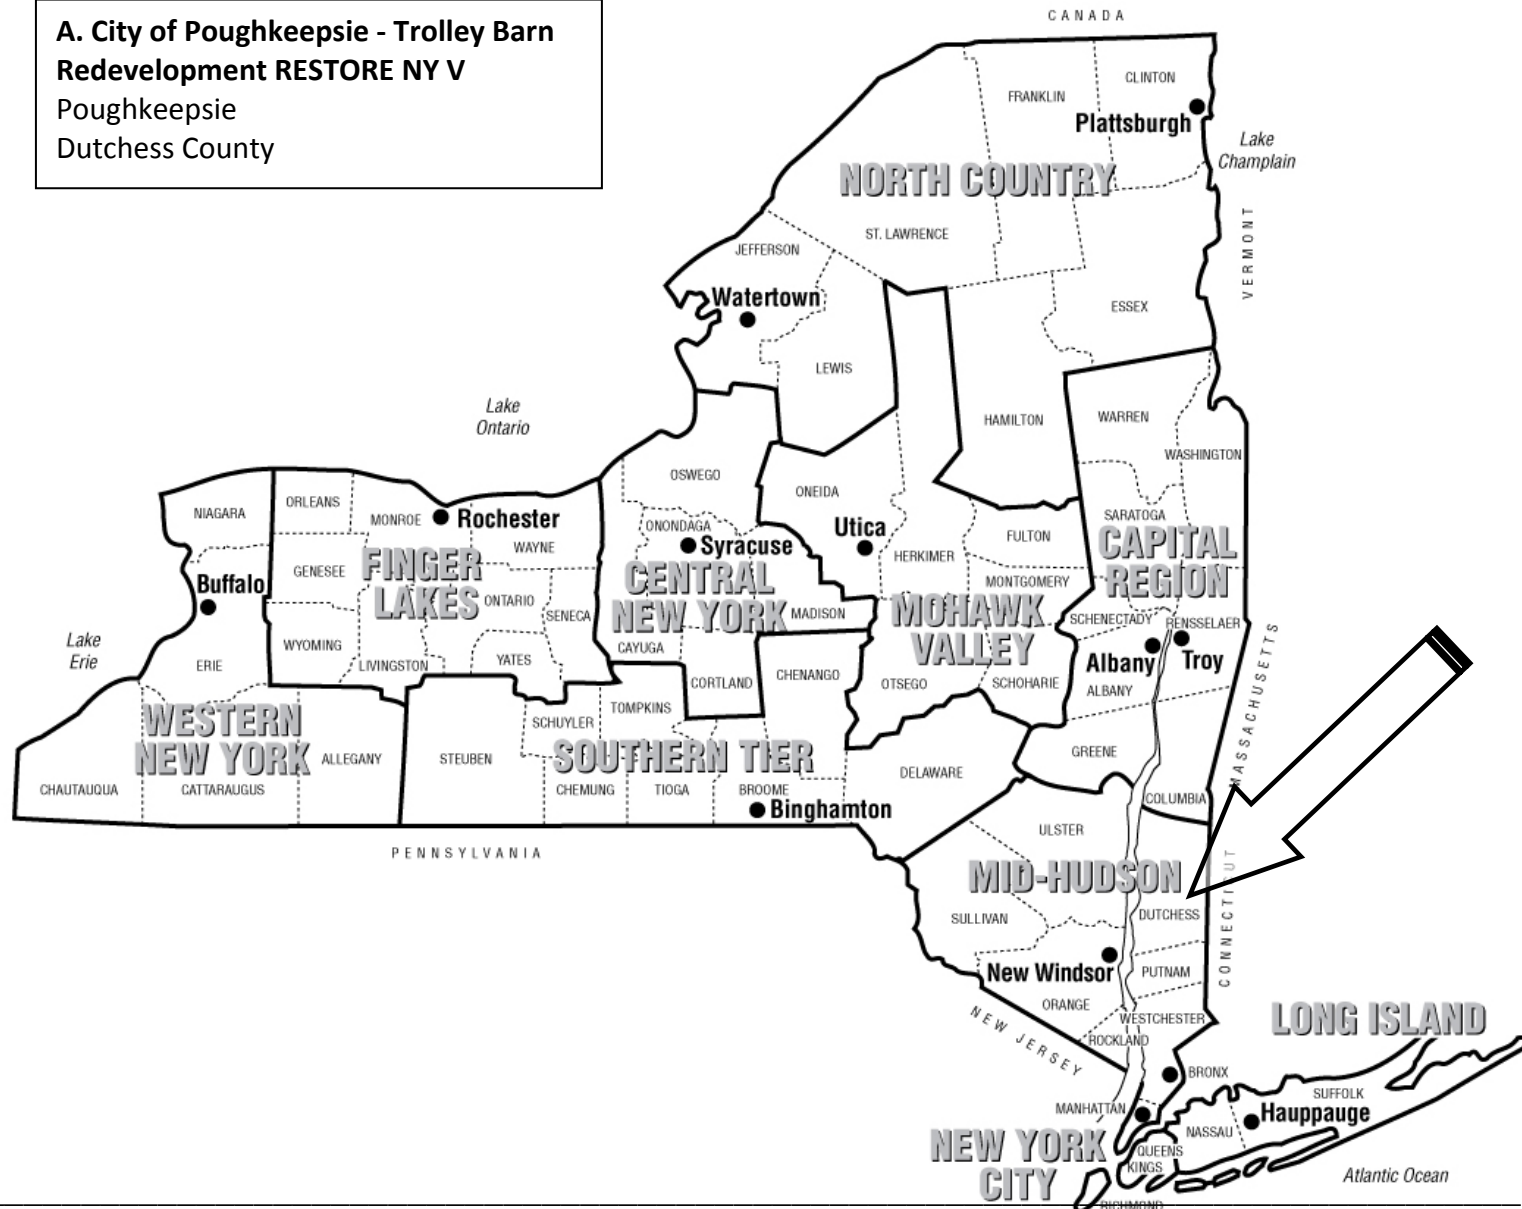 A. City of Poughkeepsie - Trolley Barn
Redevelopment RESTORE NY V
Poughkeepsie
Dutchess County
CANADA
CLINTON
FRANKLIN
Plattsburgh
Lake
Champlain
NORTH COUNTRY
VERMONT
ST. LAWRENCE
JEFFERSON
Watertown
ESSEX
LEWIS
Lake
Ontario
HAMILTON
WARREN
WASHINGTON
OSWEGO
ONEIDA
NIAGARA
ORLEANS
MONROE
Rochester
WAYNE
ONONDAGA
Syracuse
Utica
HERKIMER
FULTON
SARATOGA
CAPITAL
REGION
Buffalo
GENESEE
FINGER
LAKES
ONTARIO
SENECA
CENTRAL
NEW YORK
MADISON
MONTGOMERY
MOHAWK
VALLEY
SCHENECTADY
RENSSELAER
Lake
Erie
ERIE
WYOMING
LIVINGSTON
YATES
CAYUGA
CORTLAND
CHENANGO
OTSEGO
SCHOHARIE
Albany
Troy
ALBANY
MASSACHUSETTS
WESTERN
NEW YORK
ALLEGANY
STEUBEN
SCHUYLER
TOMPKINS
SOUTHERN TIER
DELAWARE
GREENE
COLUMBIA
CHAUTAUQUA
CATTARAUGUS
CHEMUNG
TIOGA
BROOME
Binghamton
PENNSYLVANIA
ULSTER
MID-HUDSON
SULLIVAN
DUTCHESS
CONNECTICUT
New Windsor
PUTNAM
ORANGE
WESTCHESTER
ROCKLAND
NEW JERSEY
LONG ISLAND
BRONX
SUFFOLK
MANHATTAN
Hauppauge
NASSAU
NEW YORK
CITY
QUEENS
KINGS
Atlantic Ocean
RICHMOND